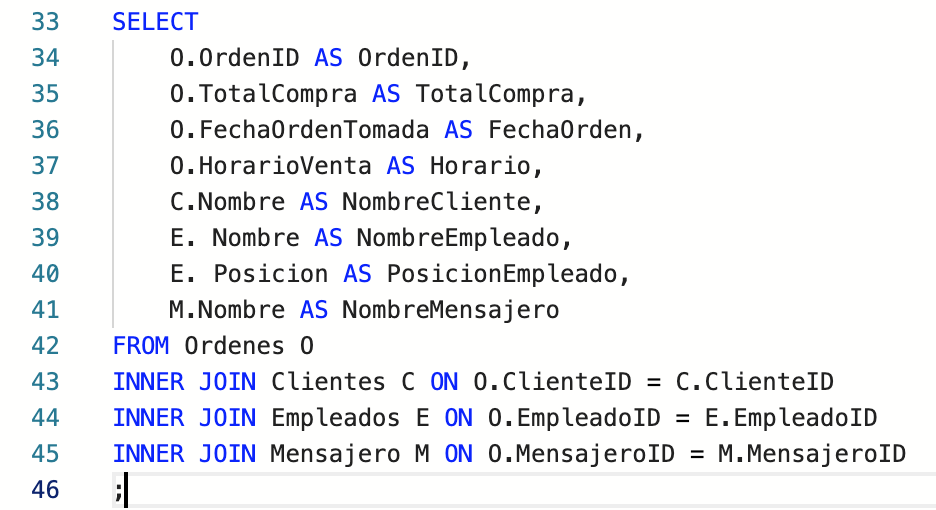 33 SELECT
34 O.OrdenID AS OrdenID,
35 O.TotalCompra AS TotalCompra,
36 O.FechaOrdenTomada AS FechaOrden,
37 O.HorarioVenta AS Horario,
38 C.Nombre AS NombreCliente,
39 E. Nombre AS NombreEmpleado,
40 E. Posicion AS PosicionEmpleado,
41 M.Nombre AS NombreMensajero
42 FROM Ordenes O
43 INNER JOIN Clientes C ON O.ClienteID = C.ClienteID
44 INNER JOIN Empleados E ON O.EmpleadoID = E.EmpleadoID
45 INNER JOIN Mensajero M ON O.MensajeroID = M.MensajeroID
46 ;